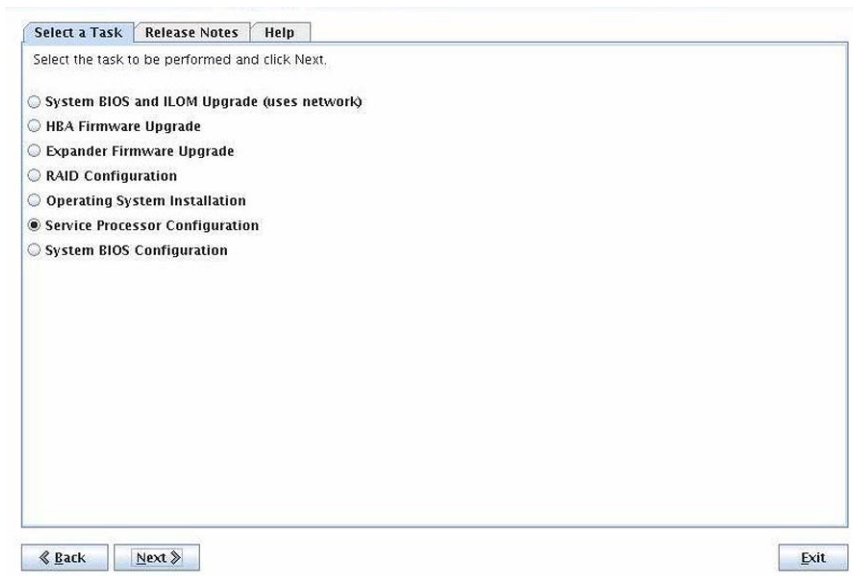 Select a Task Release Notes Help
Select the task to be performed and click Next.
System BIOS and ILOM Upgrade (uses network)
HBA Firmware Upgrade
Expander Firmware Upgrade
RAID Configuration
Operating System Installation
Service Processor Configuration
System BIOS Configuration
Back Next Exit